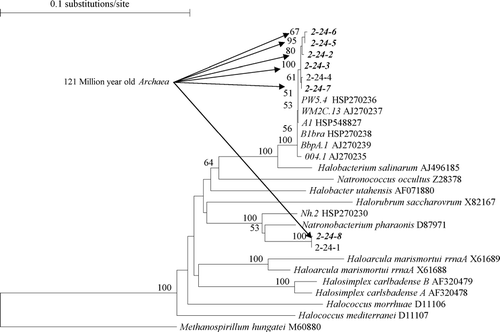 0.1 substitutions/site
67
2-24-6
95
2-24-5
80
2-24-2
100
2-24-3
121 Million year old Archaea
61
2-24-4
51
2-24-7
53
PW5.4 HSP270236
WM2C.13 AJ270237
A1 HSP548827
56
B1bra HSP270238
BbpA.1 AJ270239
100
004.1 AJ270235
64
Halobacterium salinarum AJ496185
Natronococcus occultus Z28378
Halobacter utahensis AF071880
Halorubrum saccharovrum X82167
100
Nh.2 HSP270230
53
Natronobacterium pharaonis D87971
100
2-24-8
2-24-1
100
Haloarcula marismortui rrnaA X61689
Haloarcula marismortui rrnaA X61688
100
Halosimplex carlbadense B AF320479
Halosimplex carlsbadense A AF320478
100
Halosoccus morrhuae D11106
Halosoccus mediterranei D11107
Methanospirillum hungatei M60880